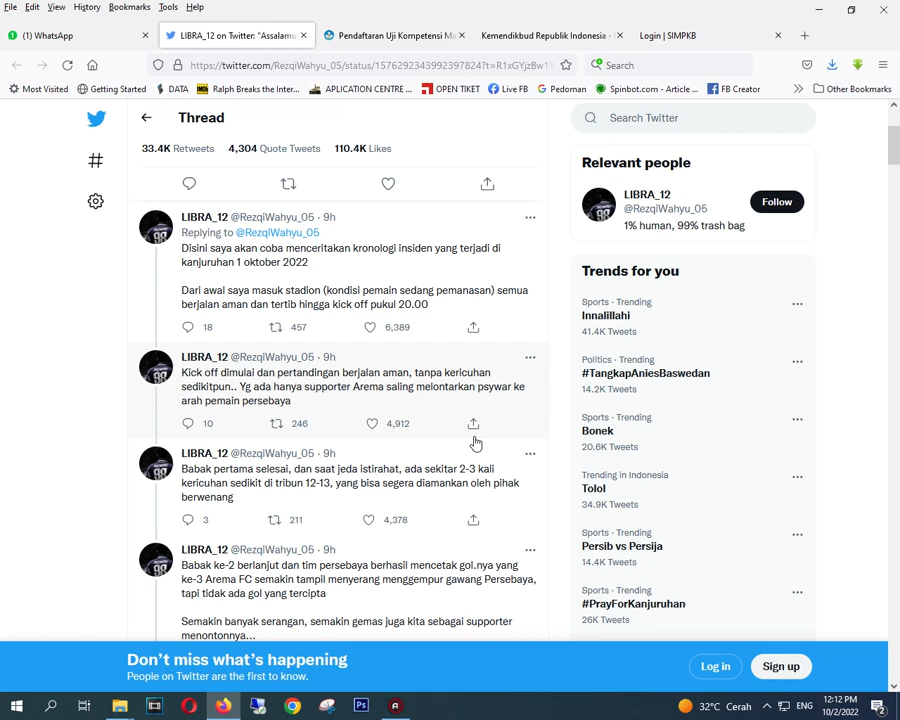 File Edit View History Bookmarks Tools Help
(1) WhatsApp
LIBRA_12 on Twitter: "Assalamu
Pendaftaran Uji Kompetensi Ma
Kemendikbud Republik Indonesia -
Login | SIMPKB
https://twitter.com/RezqiWahyu_05/status/1576292343992397824?t=R1xGYjzBw1
Search
Most Visited Getting Started DATA Ralph Breaks the Inter... APLICATION CENTRE ... OPEN TIKET Live FB Pedoman Spinbot.com - Article ... FB Creator Other Bookmarks
Thread
33.4K Retweets 4,304 Quote Tweets 110.4K Likes
LIBRA_12 @RezqiWahyu_05 · 9h
Replying to @RezqiWahyu_05
Disini saya akan coba menceritakan kronologi insiden yang terjadi di
kanjuruhan 1 oktober 2022
Dari awal saya masuk stadion (kondisi pemain sedang pemanasan) semua
berjalan aman dan tertib hingga kick off pukul 20.00
18 457 6,389
LIBRA_12 @RezqiWahyu_05 · 9h
Kick off dimulai dan pertandingan berjalan aman, tanpa kericuhan
sedikitpun.. Yg ada hanya supporter Arema saling melontarkan psywar ke
arah pemain persebaya
10 246 4,912
LIBRA_12 @RezqiWahyu_05 · 9h
Babak pertama selesai, dan saat jeda istirahat, ada sekitar 2-3 kali
kericuhan sedikit di tribun 12-13, yang bisa segera diamankan oleh pihak
berwenang
3 211 4,378
LIBRA_12 @RezqiWahyu_05 · 9h
Babak ke-2 berlanjut dan tim persebaya berhasil mencetak gol.nya yang
ke-3 Arema FC semakin tampil menyerang menggempur gawang Persebaya,
tapi tidak ada gol yang tercipta
Semakin banyak serangan, semakin gemas juga kita sebagai supporter
menontonnya...
Search Twitter
Relevant people
LIBRA_12
@RezqiWahyu_05
Follow
1% human, 99% trash bag
Trends for you
Sports · Trending
Innalillahi
41.4K Tweets
Politics · Trending
#TangkapAniesBaswedan
14.2K Tweets
Sports · Trending
Bonek
20.6K Tweets
Trending in Indonesia
Tolol
34.9K Tweets
Sports · Trending
Persib vs Persija
14.4K Tweets
Sports · Trending
#PrayForKanjuruhan
26K Tweets
Don't miss what's happening
People on Twitter are the first to know.
Log in
Sign up
32°C Cerah
ENG
12:12 PM
10/2/2022
2